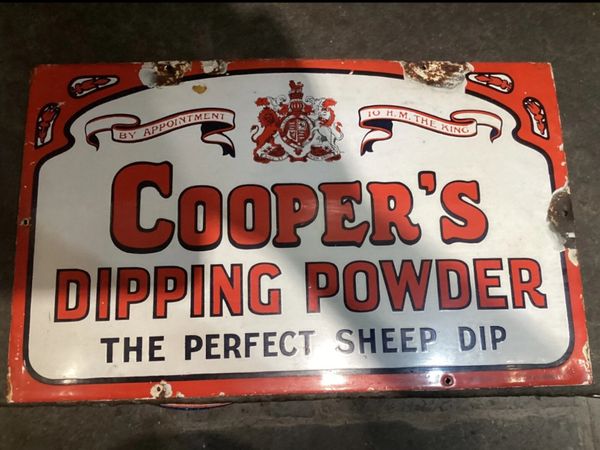 BY APPOINTMENT
TO H.M. THE KING
COOPER'S
DIPPING POWDER
THE PERFECT SHEEP DIP